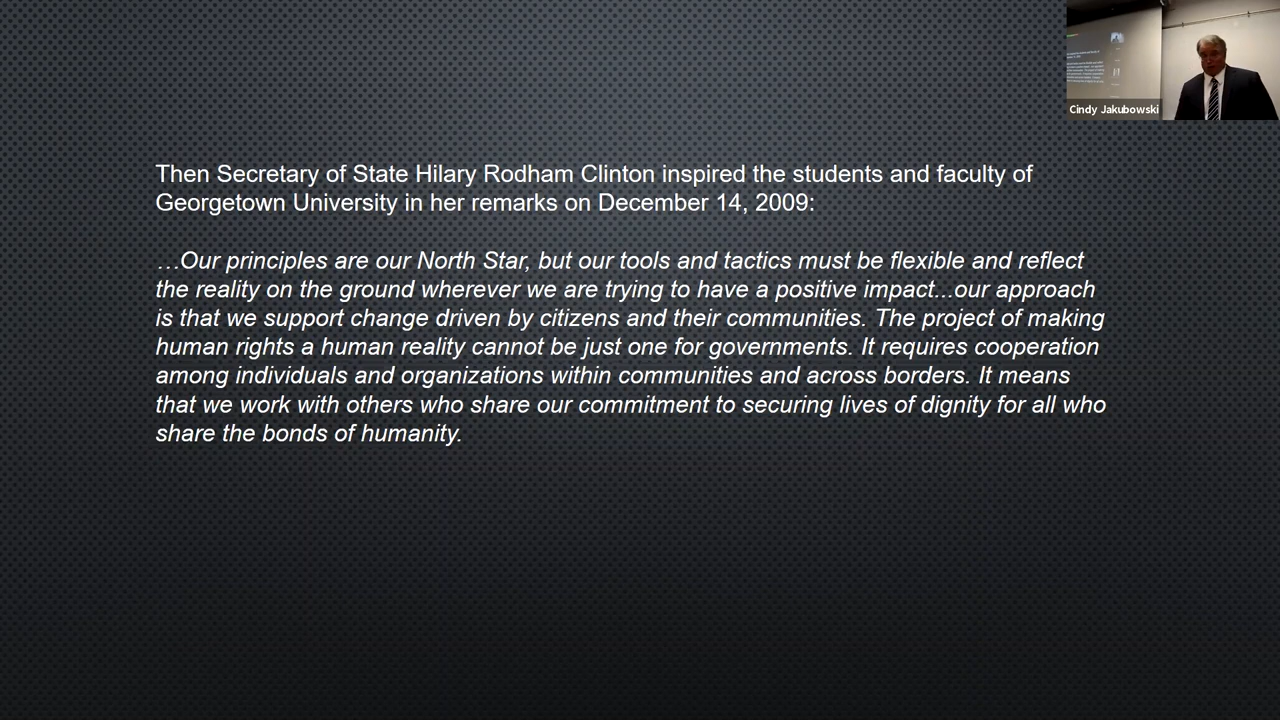 Cindy Jakubowski
Then Secretary of State Hilary Rodham Clinton inspired the students and faculty of
Georgetown University in her remarks on December 14, 2009:
…Our principles are our North Star, but our tools and tactics must be flexible and reflect
the reality on the ground wherever we are trying to have a positive impact...our approach
is that we support change driven by citizens and their communities. The project of making
human rights a human reality cannot be just one for governments. It requires cooperation
among individuals and organizations within communities and across borders. It means
that we work with others who share our commitment to securing lives of dignity for all who
share the bonds of humanity.